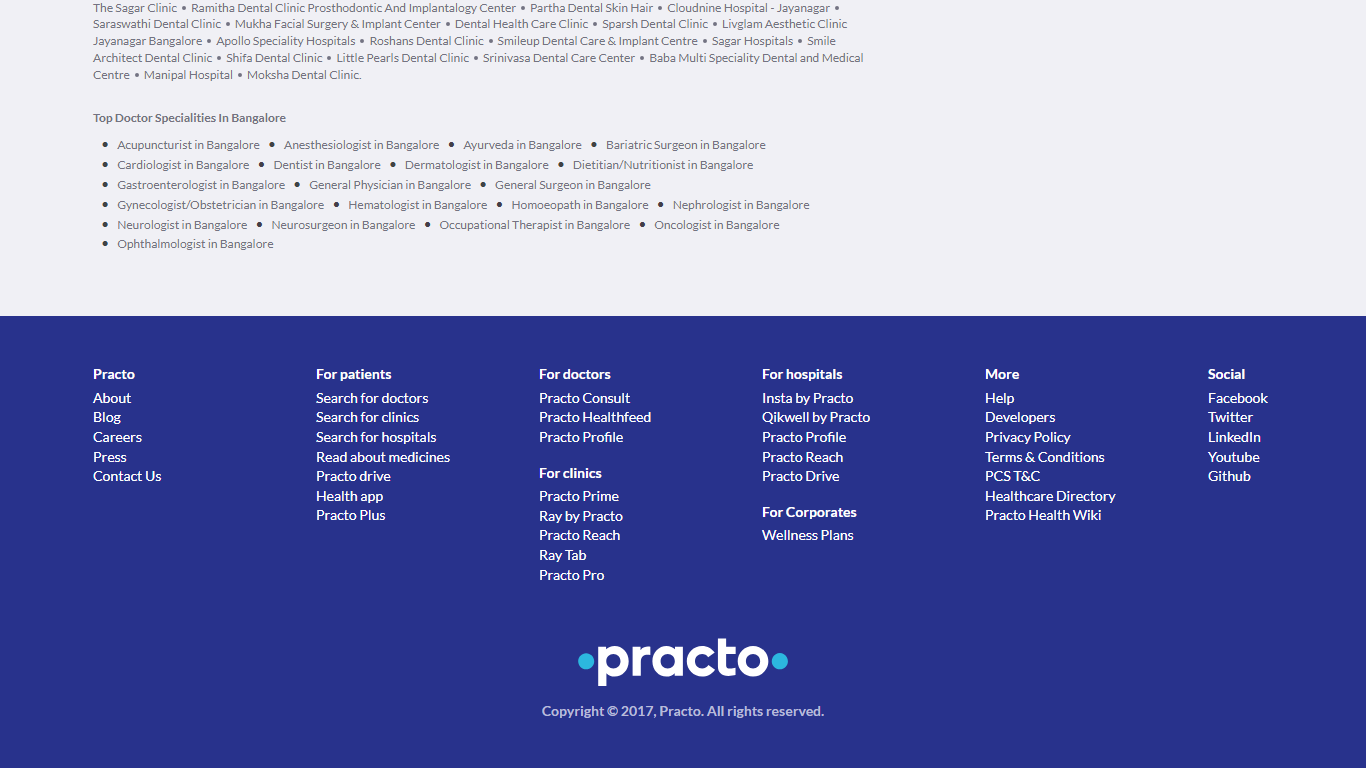 The Sagar Clinic • Ramitha Dental Clinic Prosthodontic And Implantalogy Center • Partha Dental Skin Hair • Cloudnine Hospital - Jayanagar •
Saraswathi Dental Clinic • Mukha Facial Surgery & Implant Center • Dental Health Care Clinic • Sparsh Dental Clinic • Livglam Aesthetic Clinic
Jayanagar Bangalore • Apollo Speciality Hospitals • Roshans Dental Clinic • Smileup Dental Care & Implant Centre • Sagar Hospitals • Smile
Architect Dental Clinic • Shifa Dental Clinic • Little Pearls Dental Clinic • Srinivasa Dental Care Center • Baba Multi Speciality Dental and Medical
Centre • Manipal Hospital • Moksha Dental Clinic.
Top Doctor Specialities In Bangalore
• Acupuncturist in Bangalore • Anesthesiologist in Bangalore • Ayurveda in Bangalore • Bariatric Surgeon in Bangalore
• Cardiologist in Bangalore • Dentist in Bangalore • Dermatologist in Bangalore • Dietitian/Nutritionist in Bangalore
• Gastroenterologist in Bangalore • General Physician in Bangalore • General Surgeon in Bangalore
• Gynecologist/Obstetrician in Bangalore • Hematologist in Bangalore • Homoeopath in Bangalore • Nephrologist in Bangalore
• Neurologist in Bangalore • Neurosurgeon in Bangalore • Occupational Therapist in Bangalore • Oncologist in Bangalore
• Ophthalmologist in Bangalore
Practo
About
Blog
Careers
Press
Contact Us
For patients
Search for doctors
Search for clinics
Search for hospitals
Read about medicines
Practo drive
Health app
Practo Plus
For doctors
Practo Consult
Practo Healthfeed
Practo Profile
For clinics
Practo Prime
Ray by Practo
Practo Reach
Ray Tab
Practo Pro
For hospitals
Insta by Practo
Qikwell by Practo
Practo Profile
Practo Reach
Practo Drive
For Corporates
Wellness Plans
More
Help
Developers
Privacy Policy
Terms & Conditions
PCS T&C
Healthcare Directory
Practo Health Wiki
Social
Facebook
Twitter
LinkedIn
Youtube
Github
practo
Copyright © 2017, Practo. All rights reserved.